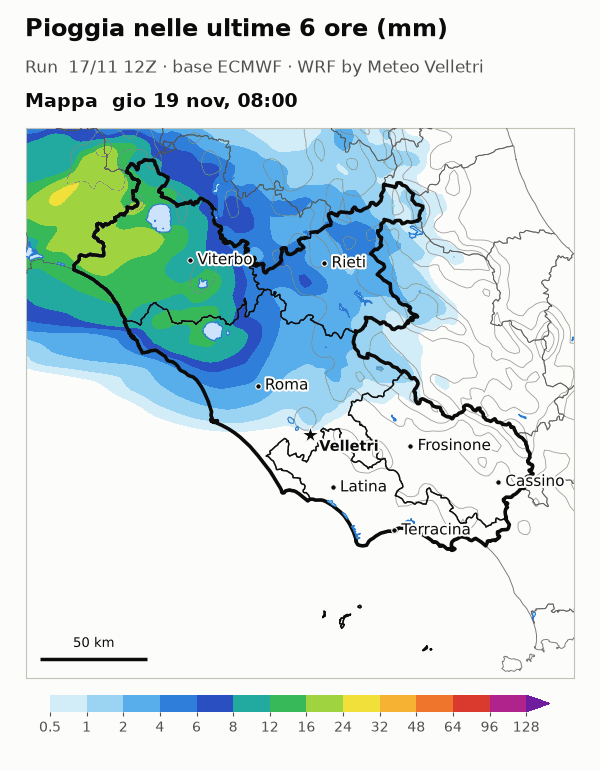 Pioggia nelle ultime 6 ore (mm)
Run  17/11 12Z · base ECMWF · WRF by Meteo Velletri
Mappa  gio 19 nov, 08:00
Viterbo
Rieti
Roma
Velletri
Frosinone
Latina
Cassino
Terracina
50 km
0.5 1 2 4 6 8 12 16 24 32 48 64 96 128